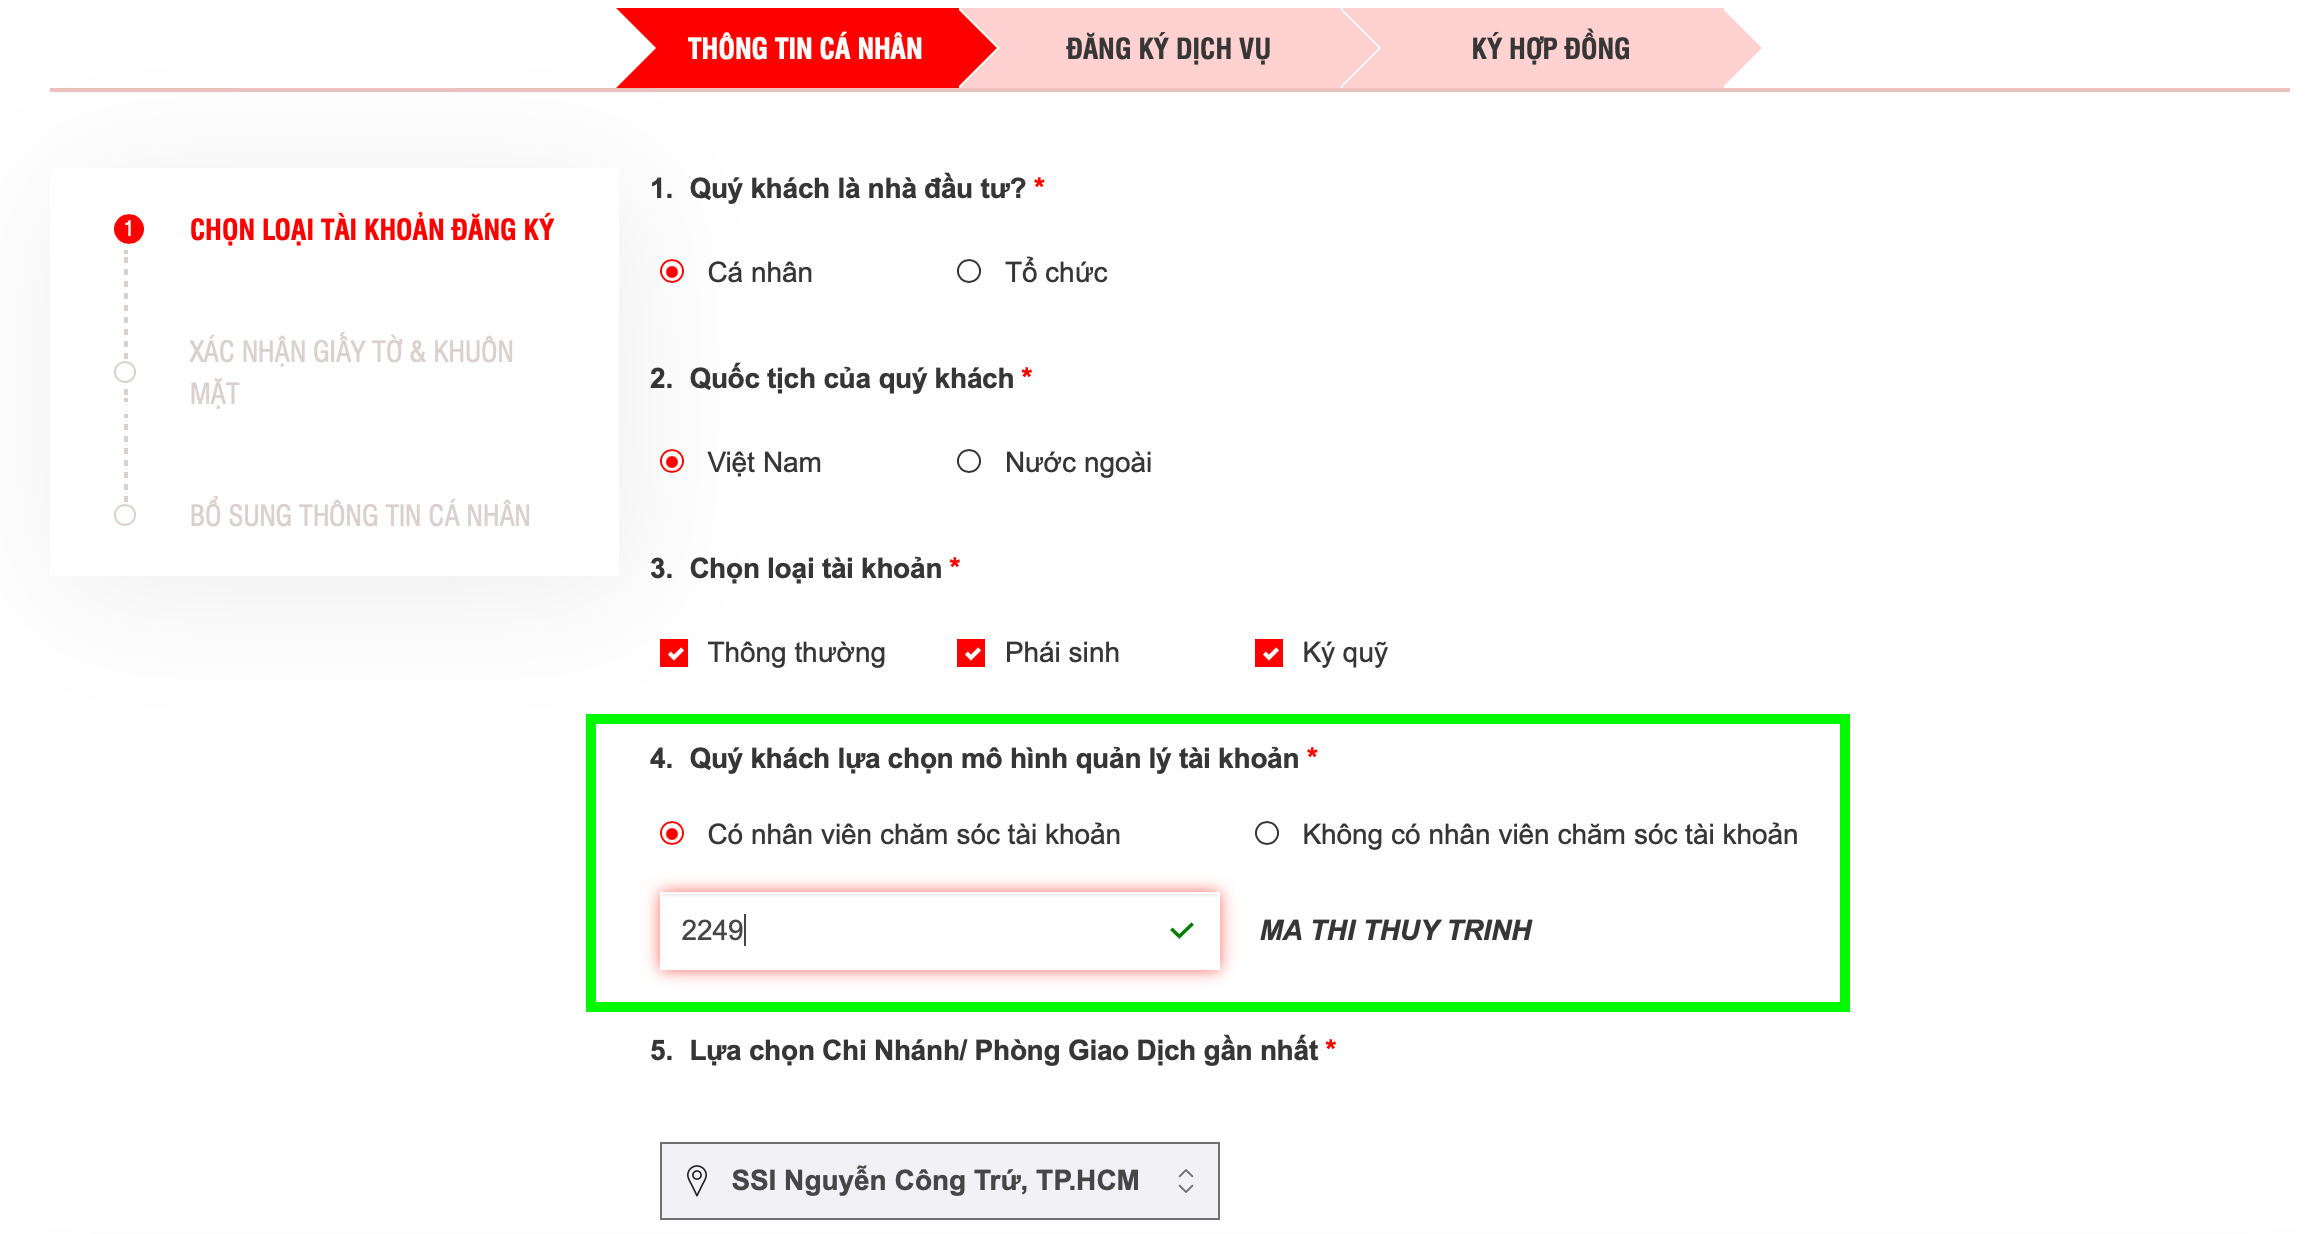 THÔNG TIN CÁ NHÂN
ĐĂNG KÝ DỊCH VỤ
KÝ HỢP ĐỒNG
1
CHỌN LOẠI TÀI KHOẢN ĐĂNG KÝ
XÁC NHẬN GIẤY TỜ & KHUÔN
MẶT
BỔ SUNG THÔNG TIN CÁ NHÂN
1. Quý khách là nhà đầu tư? *
Cá nhân
Tổ chức
2. Quốc tịch của quý khách *
Việt Nam
Nước ngoài
3. Chọn loại tài khoản *
Thông thường
Phái sinh
Ký quỹ
4. Quý khách lựa chọn mô hình quản lý tài khoản *
Có nhân viên chăm sóc tài khoản
Không có nhân viên chăm sóc tài khoản
2249
MA THI THUY TRINH
5. Lựa chọn Chi Nhánh/ Phòng Giao Dịch gần nhất *
SSI Nguyễn Công Trứ, TP.HCM